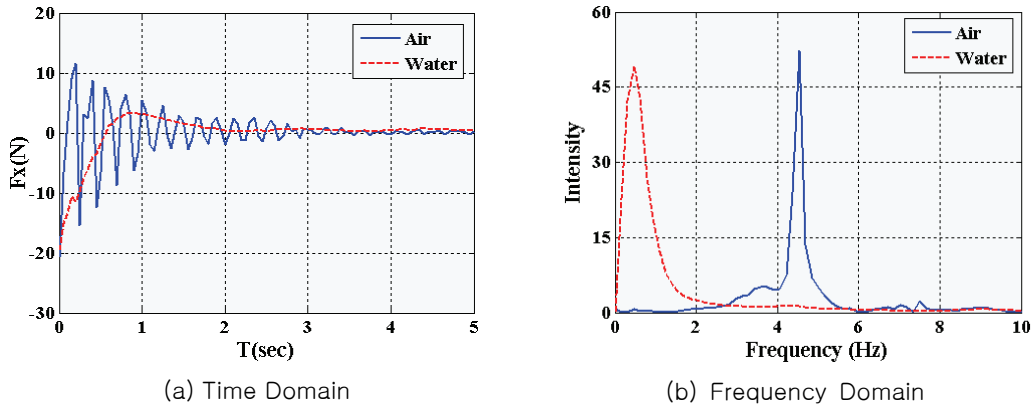 20
10
0
-10
-20
-30
Fx(N)
0 1 2 3 4 5
T(sec)
Air
Water
(a) Time Domain
60
45
30
15
0
Intensity
0 2 4 6 8 10
Frequency (Hz)
Air
Water
(b) Frequency Domain